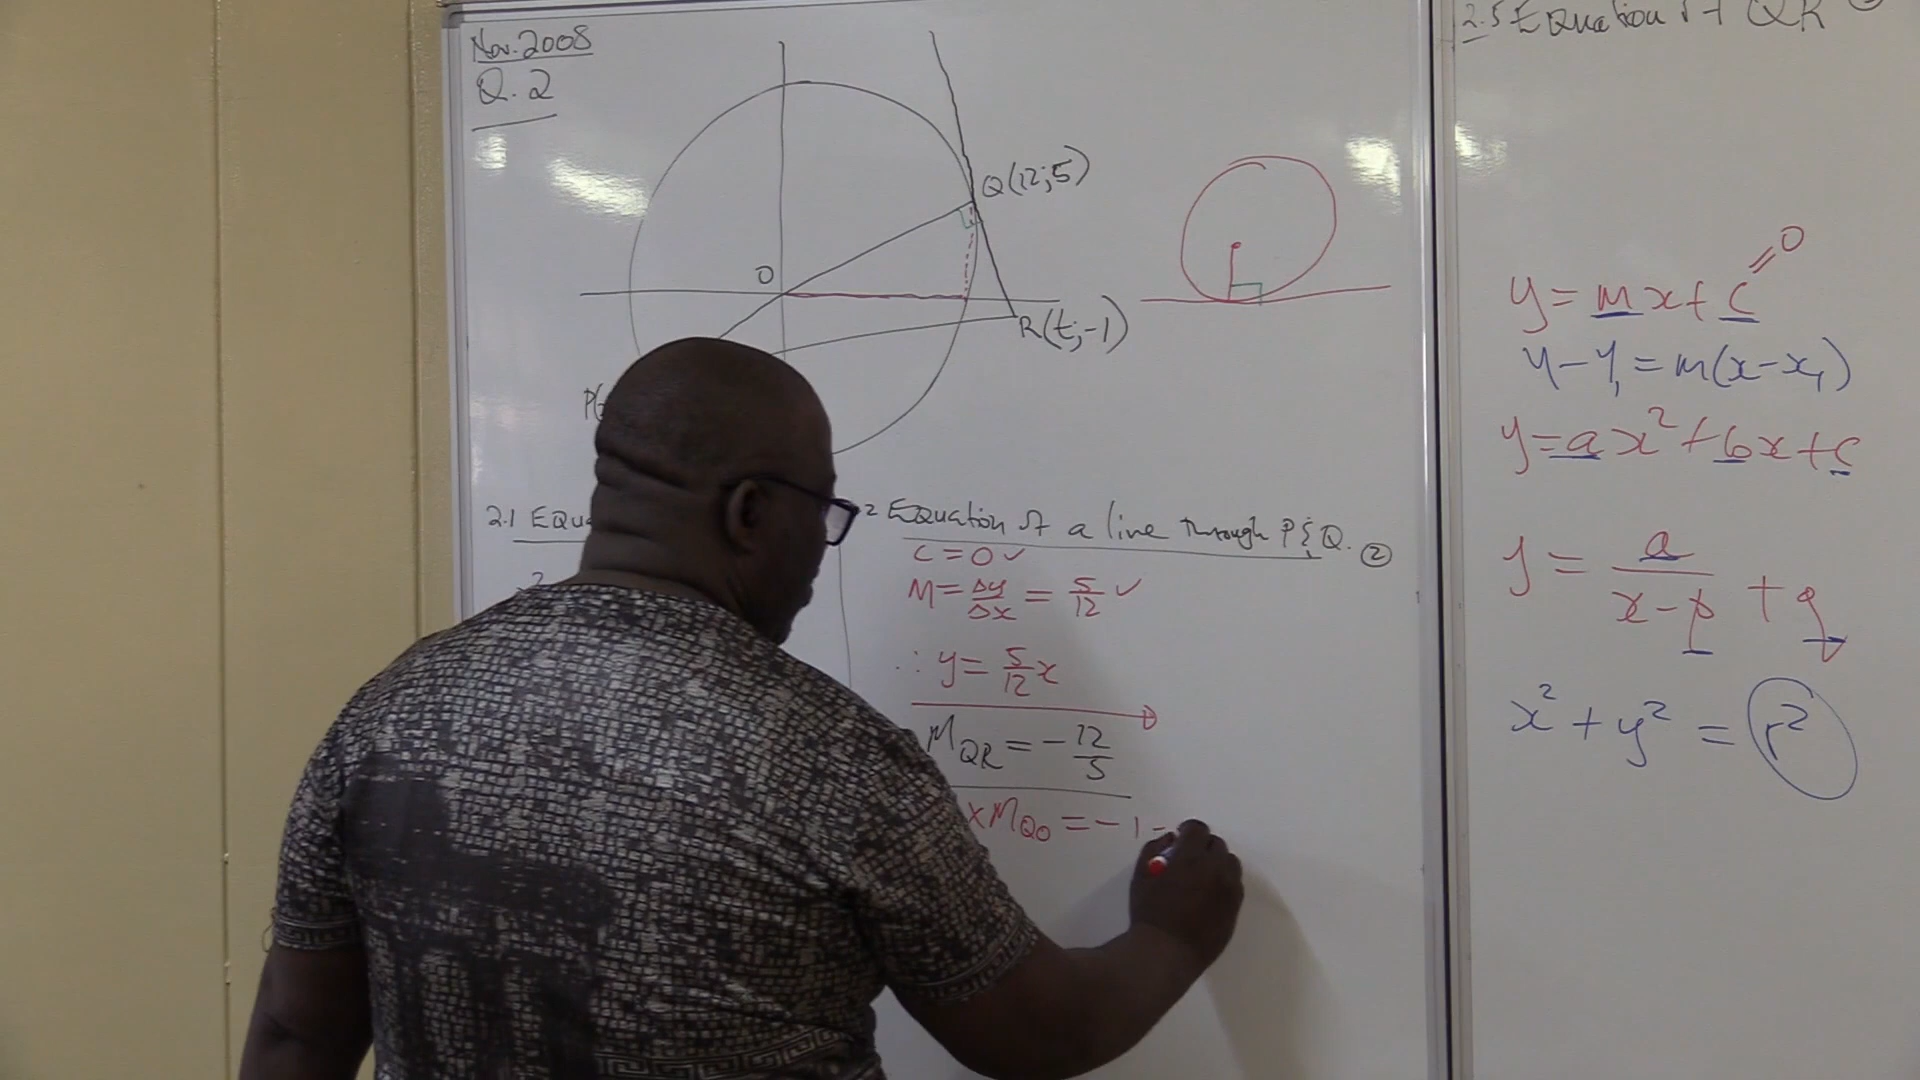 Nov. 2008
Q. 2
Q(12;5)
O
R(t;-1)
P(-
2.1 Equa
2 Equation of a line through P & Q. ②
2
C = 0 ✓
M = Δy/Δx = 5/12 ✓
∴ y = 5/12 x
M_QR = -12/5
x M_QO = -1 -
2.5 Equation of QR
y = mx + c = 0
y - y₁ = m(x - x₁)
y = ax² + bx + c
y = a/(x - p) + q
x² + y² = r²